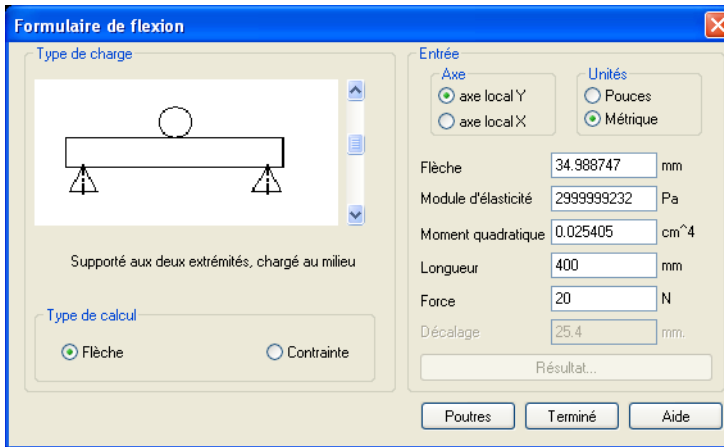 Formulaire de flexion
Type de charge
Supporté aux deux extrémités, chargé au milieu
Type de calcul
Flèche
Contrainte
Entrée
Axe
axe local Y
axe local X
Unités
Pouces
Métrique
Flèche 34.988747 mm
Module d'élasticité 2999999232 Pa
Moment quadratique 0.025405 cm^4
Longueur 400 mm
Force 20 N
Décalage 25.4 mm.
Résultat...
Poutres Terminé Aide